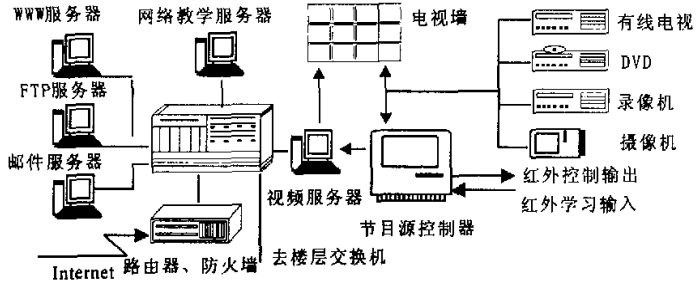 WWW服务器
网络教学服务器
电视墙
有线电视
FTP服务器
DVD
录像机
邮件服务器
摄像机
视频服务器
节目源控制器
红外控制输出
红外学习输入
Internet
路由器、防火墙
去楼层交换机